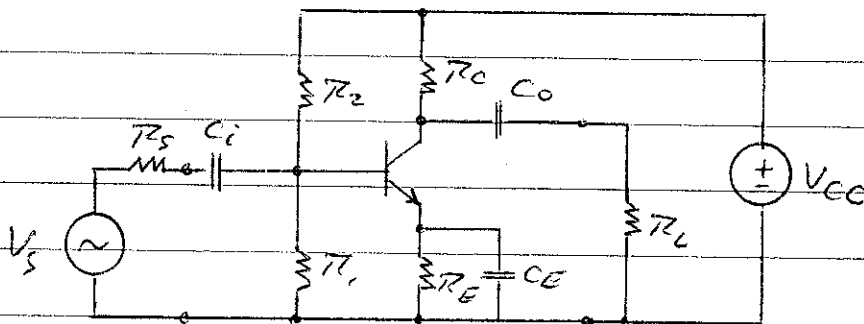 R2
RC
Co
Rs
Ci
+
-
VCC
Vs
~
R1
RE
CE
RL